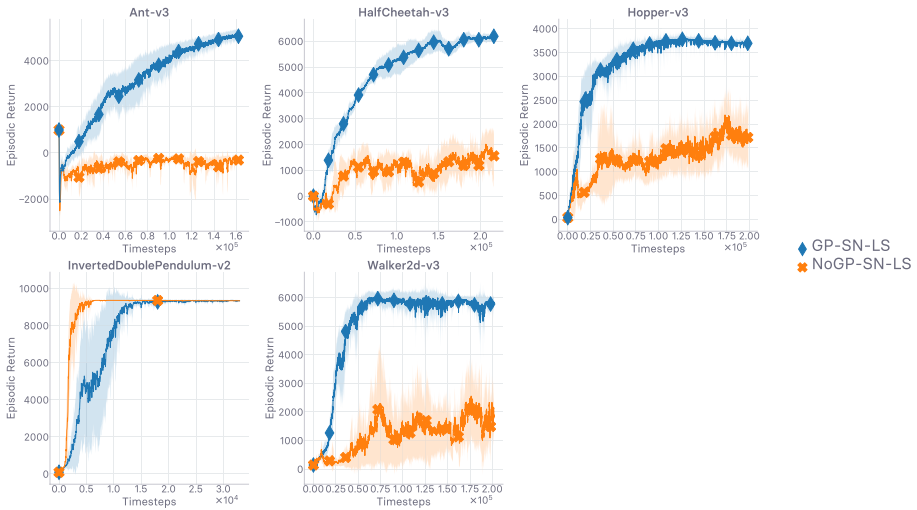 Ant-v3
Episodic Return
4000
2000
0
−2000
0.0 0.2 0.4 0.6 0.8 1.0 1.2 1.4 1.6
Timesteps
×10⁵
HalfCheetah-v3
Episodic Return
6000
5000
4000
3000
2000
1000
0
−1000
0.0 0.5 1.0 1.5 2.0
Timesteps
×10⁵
Hopper-v3
Episodic Return
4000
3500
3000
2500
2000
1500
1000
500
0
0.00 0.25 0.50 0.75 1.00 1.25 1.50 1.75 2.00
Timesteps
×10⁵
GP-SN-LS
NoGP-SN-LS
InvertedDoublePendulum-v2
Episodic Return
10000
8000
6000
4000
2000
0
0.0 0.5 1.0 1.5 2.0 2.5 3.0
Timesteps
×10⁴
Walker2d-v3
Episodic Return
6000
5000
4000
3000
2000
1000
0
0.00 0.25 0.50 0.75 1.00 1.25 1.50 1.75 2.00
Timesteps
×10⁵